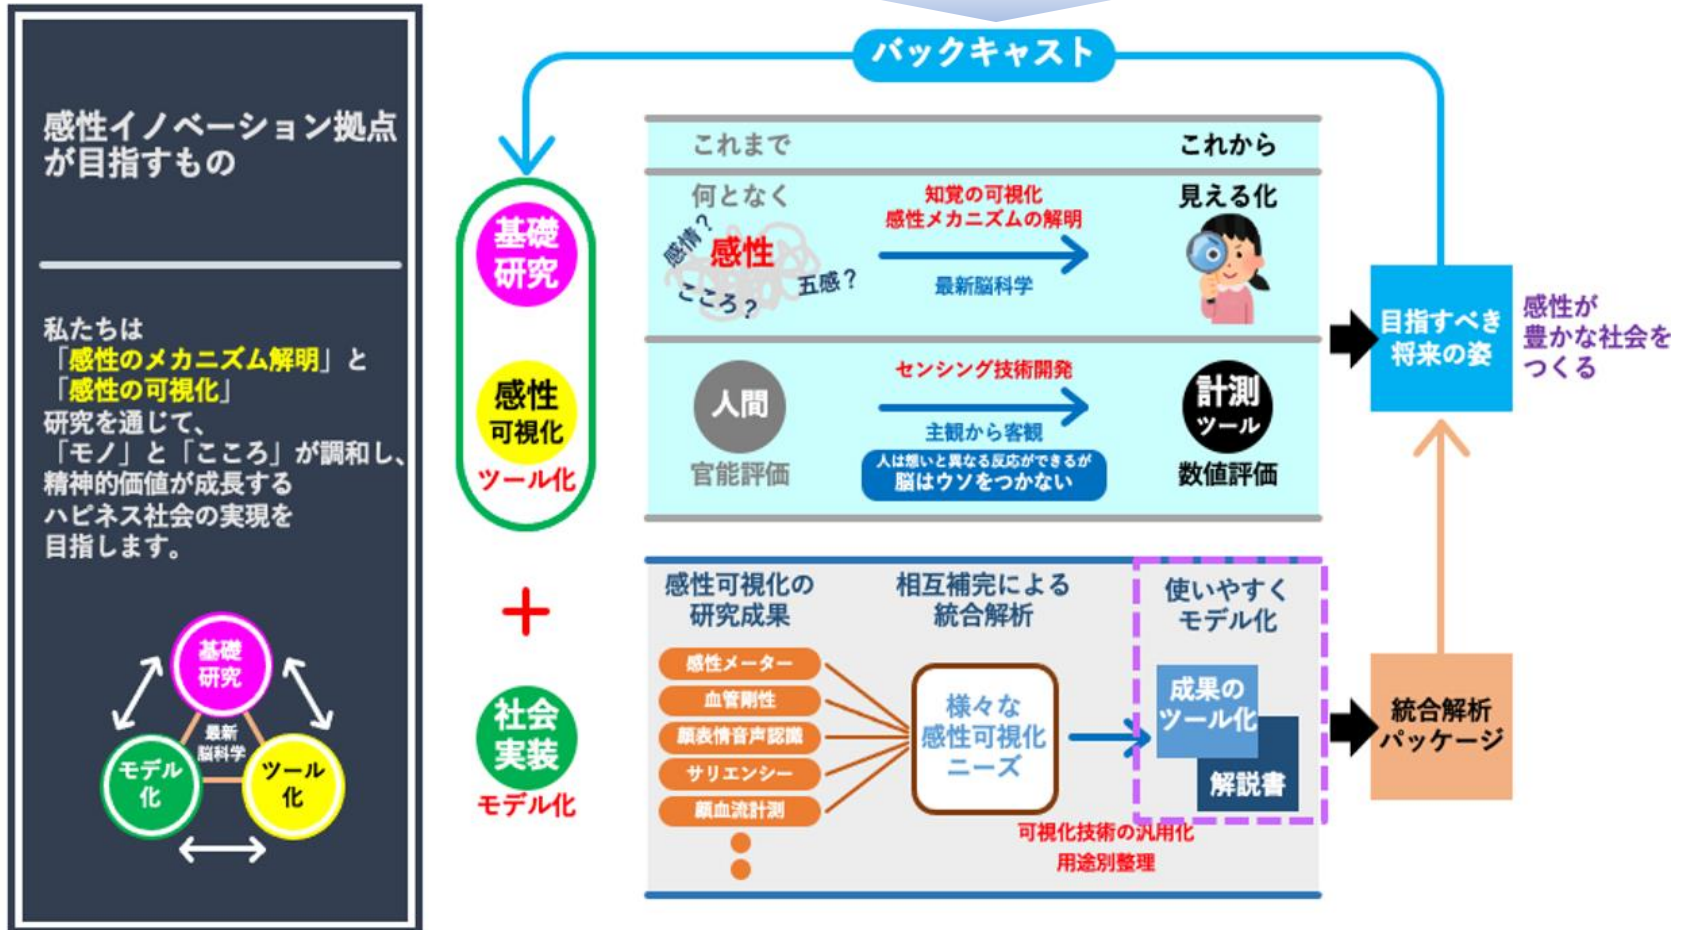 感性イノベーション拠点
が目指すもの
私たちは
「感性のメカニズム解明」と
「感性の可視化」
研究を通じて、
「モノ」と「こころ」が調和し、
精神的価値が成長する
ハピネス社会の実現を
目指します。
基礎
研究
最新
脳科学
モデル
化
ツール
化
バックキャスト
基礎
研究
感性
可視化
ツール化
+
社会
実装
モデル化
これまで
これから
何となく
感情?
感性
こころ?
五感?
知覚の可視化
感性メカニズムの解明
最新脳科学
見える化
人間
官能評価
センシング技術開発
主観から客観
人は想いと異なる反応ができるが
脳はウソをつかない
計測
ツール
数値評価
感性可視化の
研究成果
感性メーター
血管剛性
顔表情音声認識
サリエンシー
顔血流計測
相互補完による
統合解析
様々な
感性可視化
ニーズ
使いやすく
モデル化
成果の
ツール化
解説書
可視化技術の汎用化
用途別整理
目指すべき
将来の姿
感性が
豊かな社会を
つくる
統合解析
パッケージ